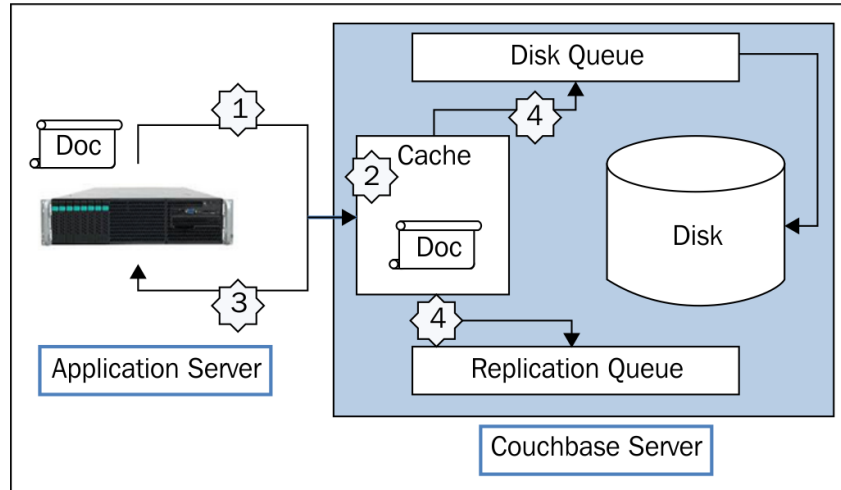 Disk Queue
1
4
Doc
Cache
2
Doc
Disk
3
4
Application Server
Replication Queue
Couchbase Server